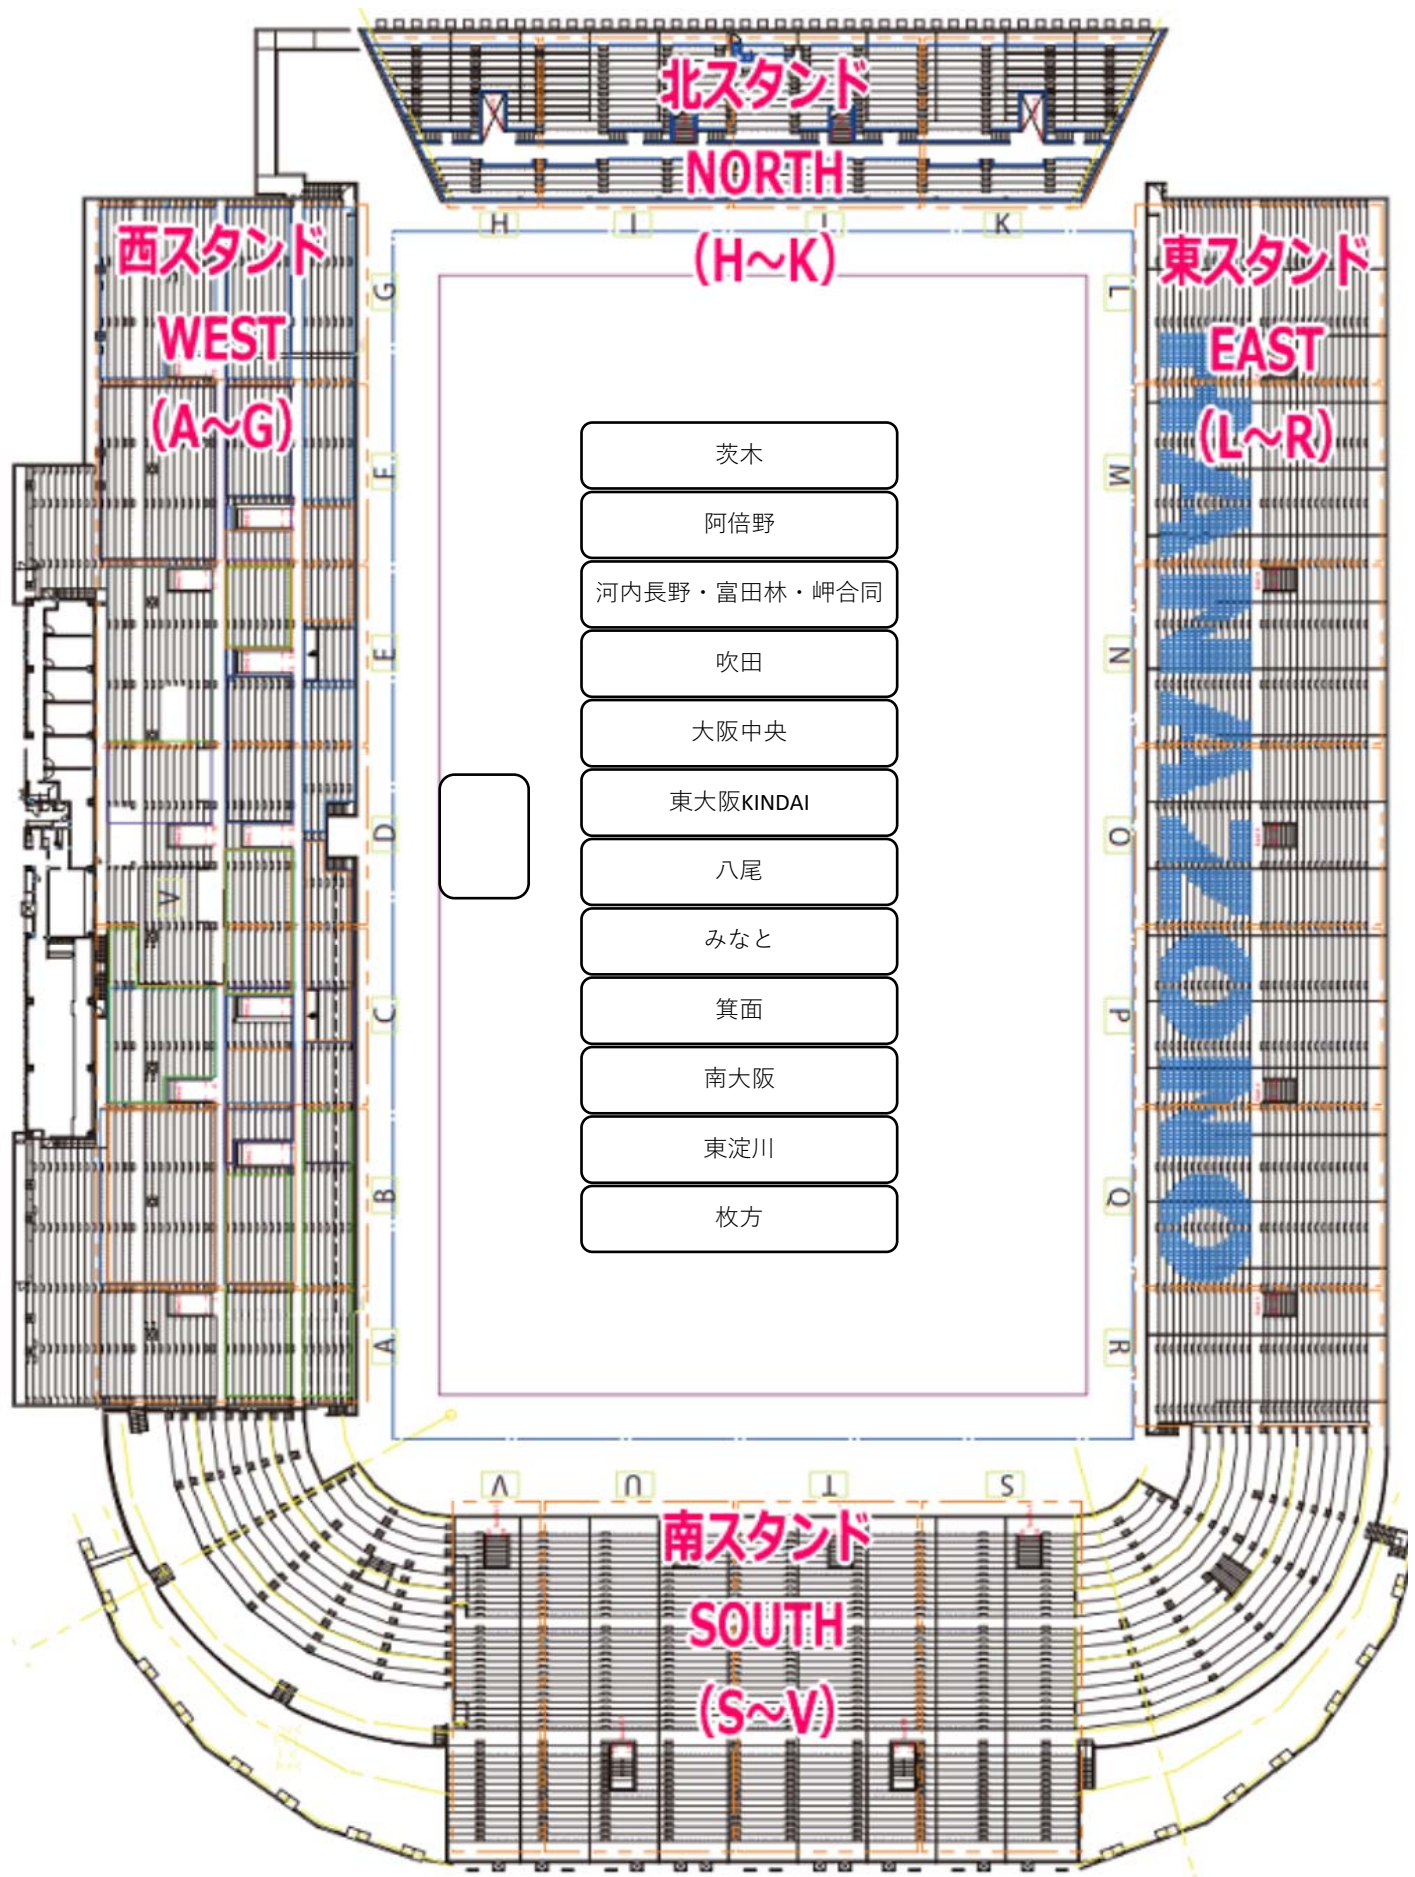 北スタンド
NORTH
(H～K)
H
I
J
K
西スタンド
WEST
(A～G)
東スタンド
EAST
(L～R)
G
F
E
D
C
B
A
V
L
M
N
O
P
Q
R
茨木
阿倍野
河内長野・富田林・岬合同
吹田
大阪中央
東大阪KINDAI
八尾
みなと
箕面
南大阪
東淀川
枚方
V
U
T
S
南スタンド
SOUTH
(S～V)